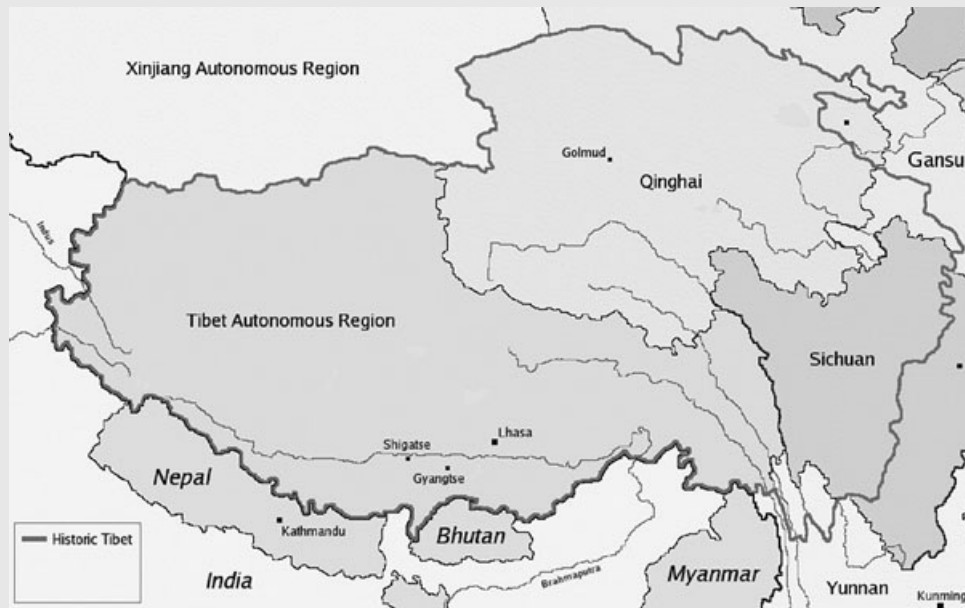 Xinjiang Autonomous Region
Golmud
Gansu
Qinghai
Indus
Tibet Autonomous Region
Sichuan
Lhasa
Shigatse
Gyangtse
Nepal
Kathmandu
Bhutan
Historic Tibet
Brahmaputra
India
Myanmar
Yunnan
Kunming